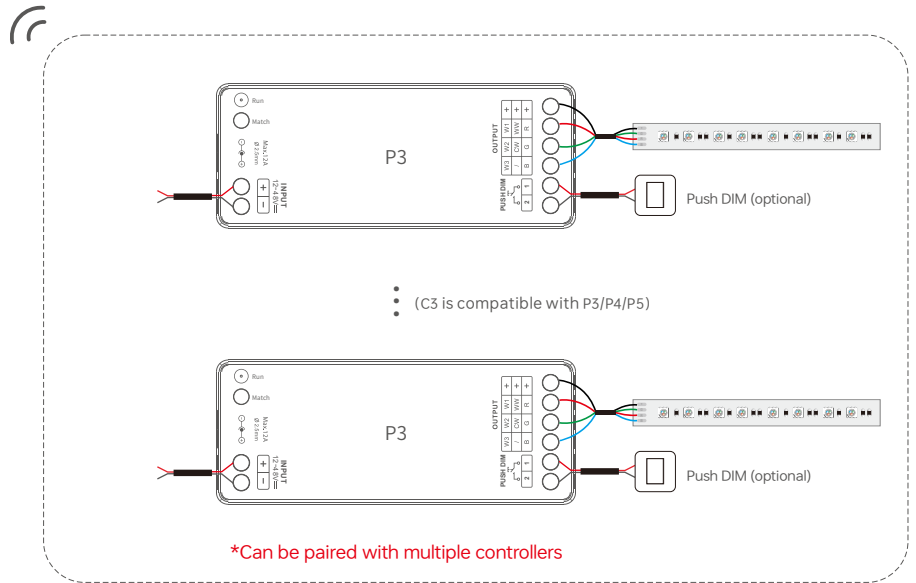 Run
Match
Max.12A
Ø 2.5mm
INPUT
12~48V
+
−
P3
OUTPUT
+ + +
W1 WW R
W2 CW G
W3 / B
PUSH DIM
1
2
Push DIM (optional)
(C3 is compatible with P3/P4/P5)
Run
Match
Max.12A
Ø 2.5mm
INPUT
12~48V
+
−
P3
OUTPUT
+ + +
W1 WW R
W2 CW G
W3 / B
PUSH DIM
1
2
Push DIM (optional)
*Can be paired with multiple controllers